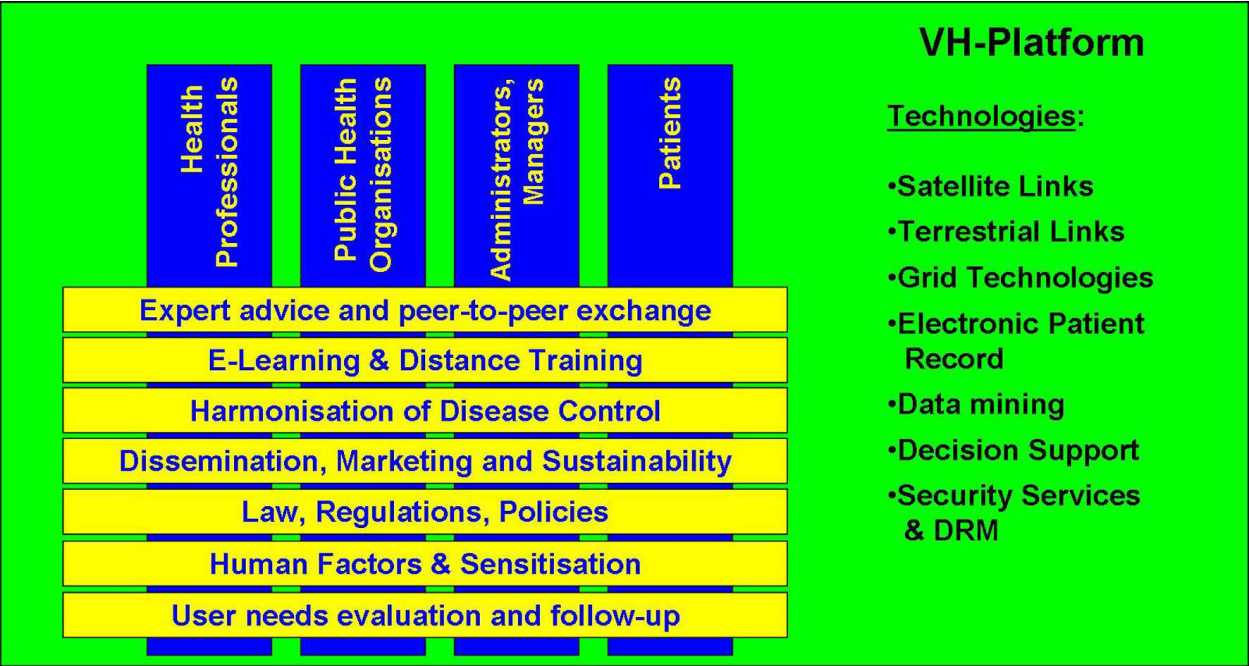 VH-Platform
Health
Professionals
Public Health
Organisations
Administrators,
Managers
Patients
Expert advice and peer-to-peer exchange
E-Learning & Distance Training
Harmonisation of Disease Control
Dissemination, Marketing and Sustainability
Law, Regulations, Policies
Human Factors & Sensitisation
User needs evaluation and follow-up
Technologies:
•Satellite Links
•Terrestrial Links
•Grid Technologies
•Electronic Patient
Record
•Data mining
•Decision Support
•Security Services
& DRM